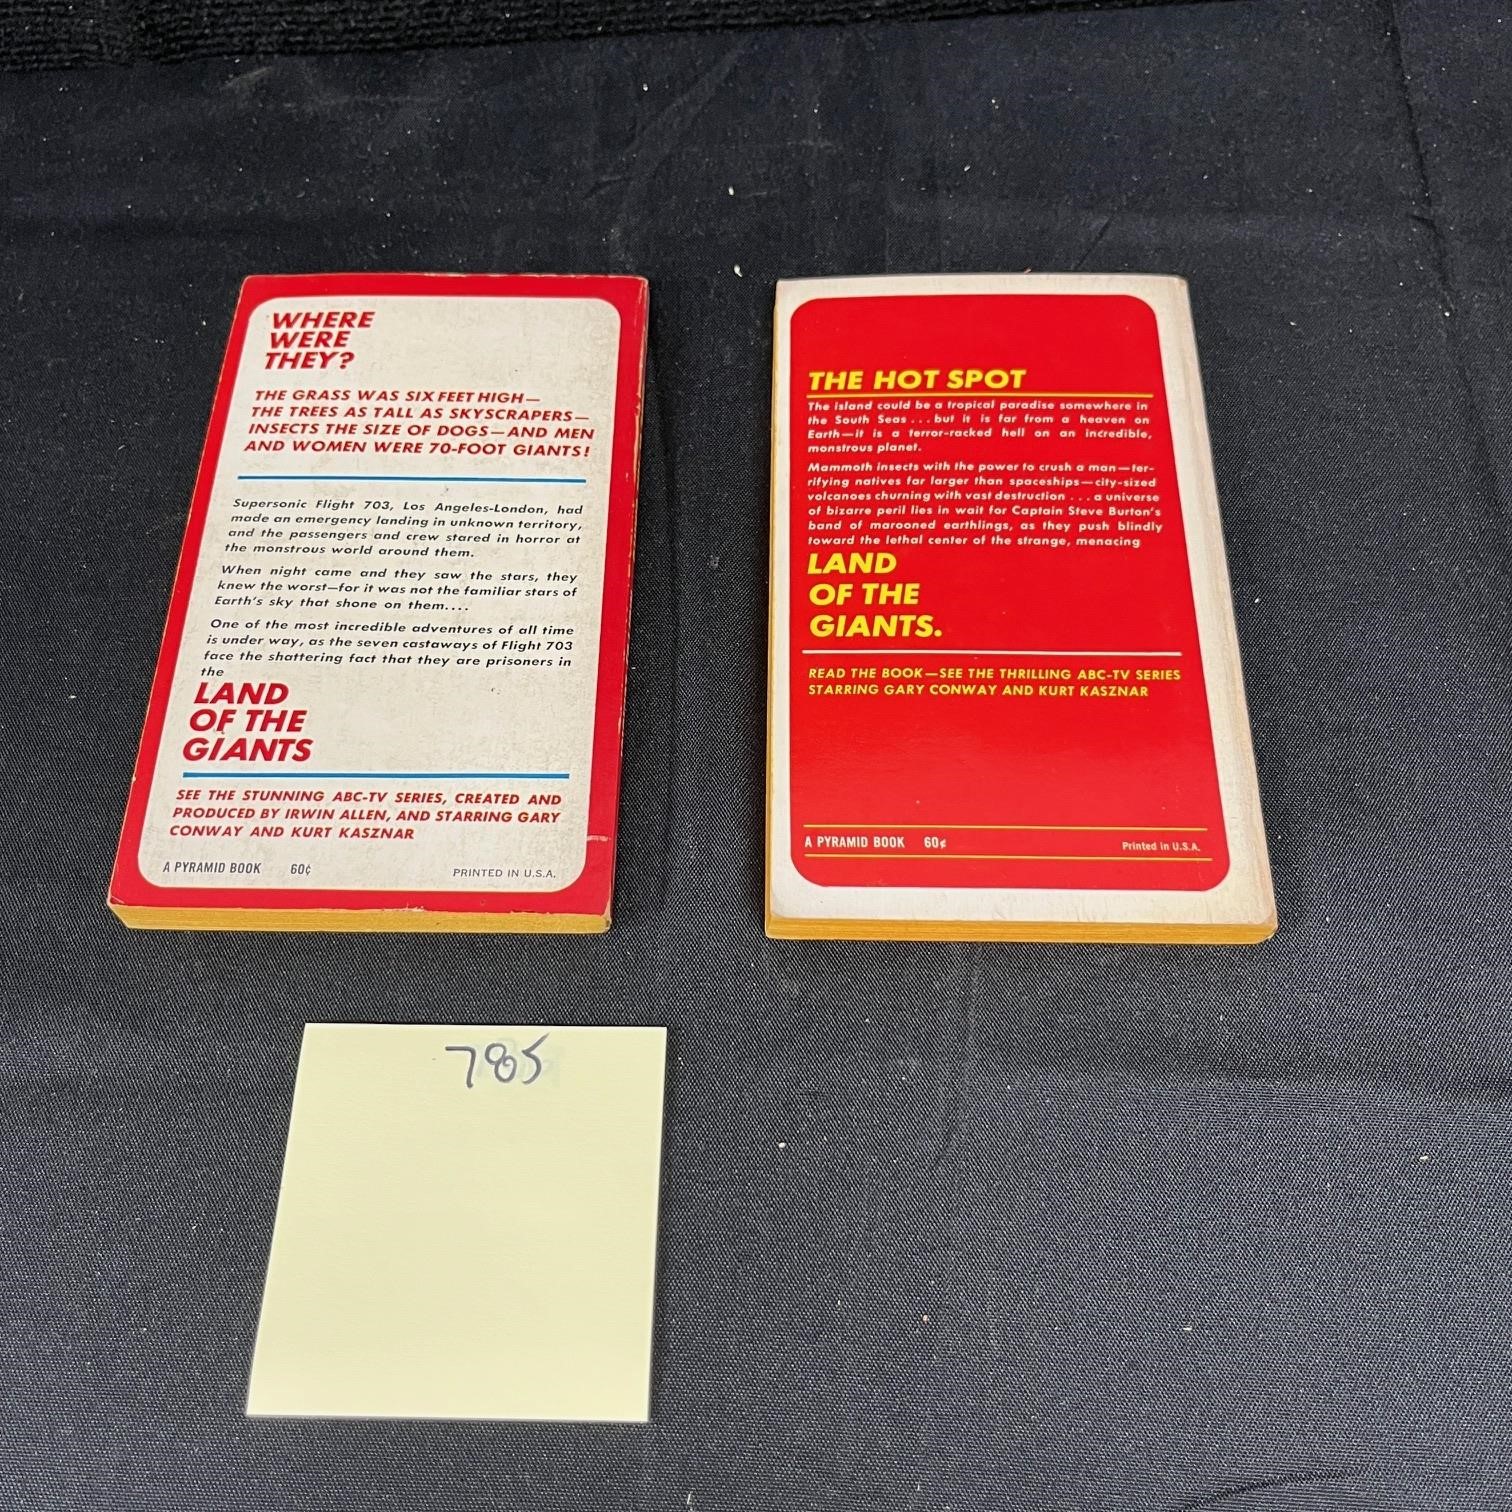 WHERE
WERE
THEY?
THE GRASS WAS SIX FEET HIGH—
THE TREES AS TALL AS SKYSCRAPERS—
INSECTS THE SIZE OF DOGS—AND MEN
AND WOMEN WERE 70-FOOT GIANTS!
Supersonic Flight 703, Los Angeles-London, had
made an emergency landing in unknown territory,
and the passengers and crew stared in horror at
the monstrous world around them.
When night came and they saw the stars, they
knew the worst—for it was not the familiar stars of
Earth's sky that shone on them....
One of the most incredible adventures of all time
is under way, as the seven castaways of Flight 703
face the shattering fact that they are prisoners in
the
LAND
OF THE
GIANTS
SEE THE STUNNING ABC-TV SERIES, CREATED AND
PRODUCED BY IRWIN ALLEN, AND STARRING GARY
CONWAY AND KURT KASZNAR
A PYRAMID BOOK 60¢ PRINTED IN U.S.A.
THE HOT SPOT
The island could be a tropical paradise somewhere in
the South Seas ... but it is far from a heaven on
Earth—it is a terror-racked hell on an incredible,
monstrous planet.
Mammoth insects with the power to crush a man—ter-
rifying natives far larger than spaceships—city-sized
volcanoes churning with vast destruction ... a universe
of bizarre peril lies in wait for Captain Steve Burton's
band of marooned earthlings, as they push blindly
toward the lethal center of the strange, menacing
LAND
OF THE
GIANTS.
READ THE BOOK—SEE THE THRILLING ABC-TV SERIES
STARRING GARY CONWAY AND KURT KASZNAR
A PYRAMID BOOK 60¢ Printed in U.S.A.
785